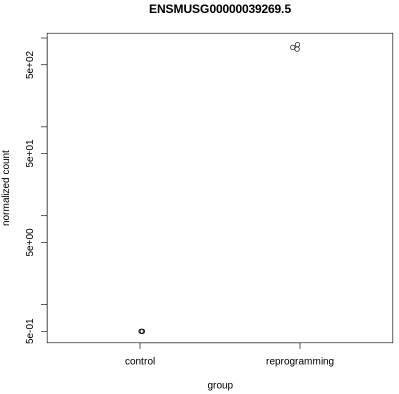 ENSMUSG00000039269.5
normalized count
5e+02
5e+01
5e+00
5e-01
control
reprogramming
group